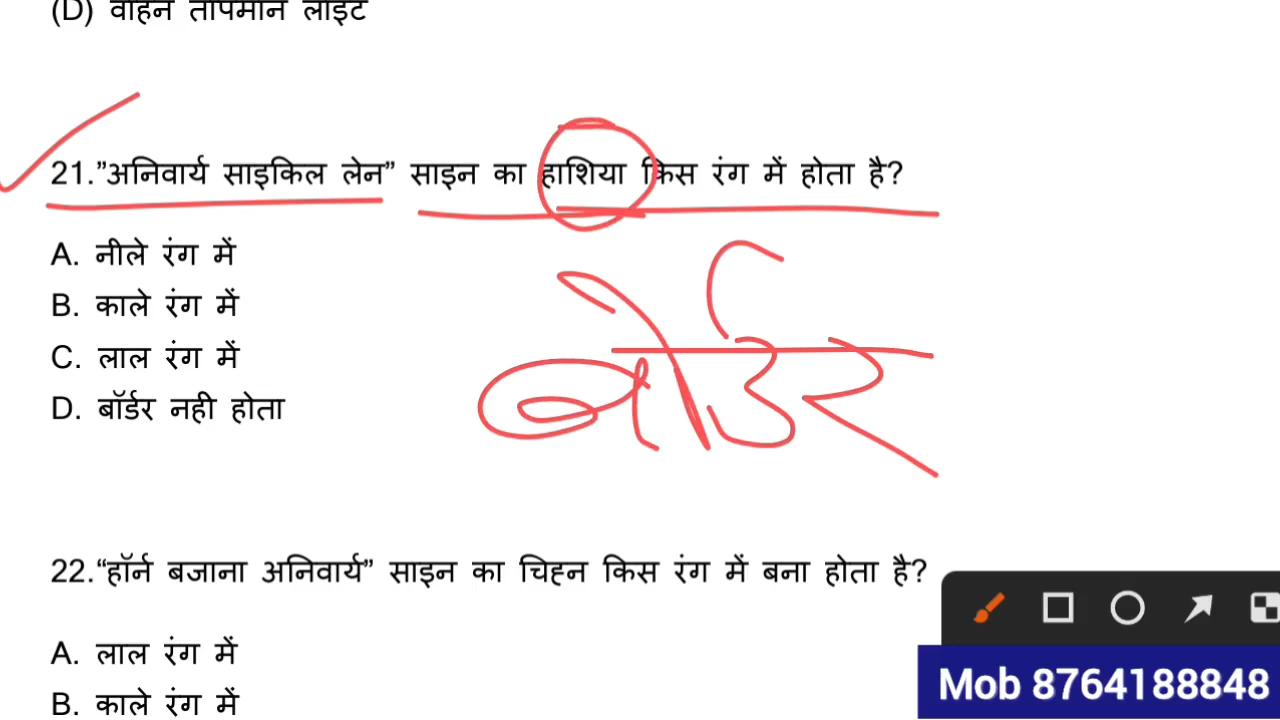 (D) वाहन तापमान लाइट
21.”अनिवार्य साइकिल लेन” साइन का हाशिया किस रंग में होता है?
A. नीले रंग में
B. काले रंग में
C. लाल रंग में
D. बॉर्डर नही होता
बोर्डर
22.“हॉर्न बजाना अनिवार्य” साइन का चिह्न किस रंग में बना होता है?
A. लाल रंग में
B. काले रंग में
Mob 8764188848